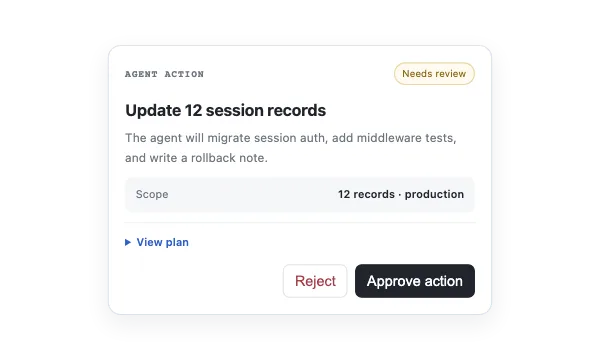 AGENT ACTION
Needs review
Update 12 session records
The agent will migrate session auth, add middleware tests,
and write a rollback note.
Scope
12 records · production
View plan
Reject
Approve action